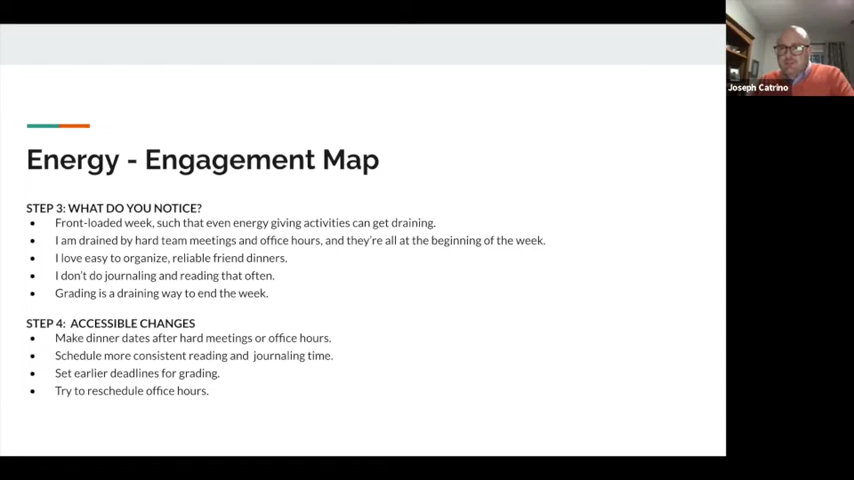 Joseph Catrino
Energy - Engagement Map
STEP 3: WHAT DO YOU NOTICE?
• Front-loaded week, such that even energy giving activities can get draining.
• I am drained by hard team meetings and office hours, and they're all at the beginning of the week.
• I love easy to organize, reliable friend dinners.
• I don't do journaling and reading that often.
• Grading is a draining way to end the week.
STEP 4: ACCESSIBLE CHANGES
• Make dinner dates after hard meetings or office hours.
• Schedule more consistent reading and journaling time.
• Set earlier deadlines for grading.
• Try to reschedule office hours.